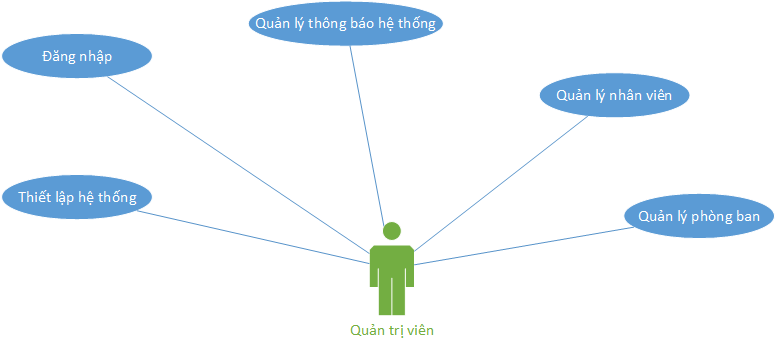 Quản lý thông báo hệ thống
Đăng nhập
Quản lý nhân viên
Thiết lập hệ thống
Quản lý phòng ban
Quản trị viên